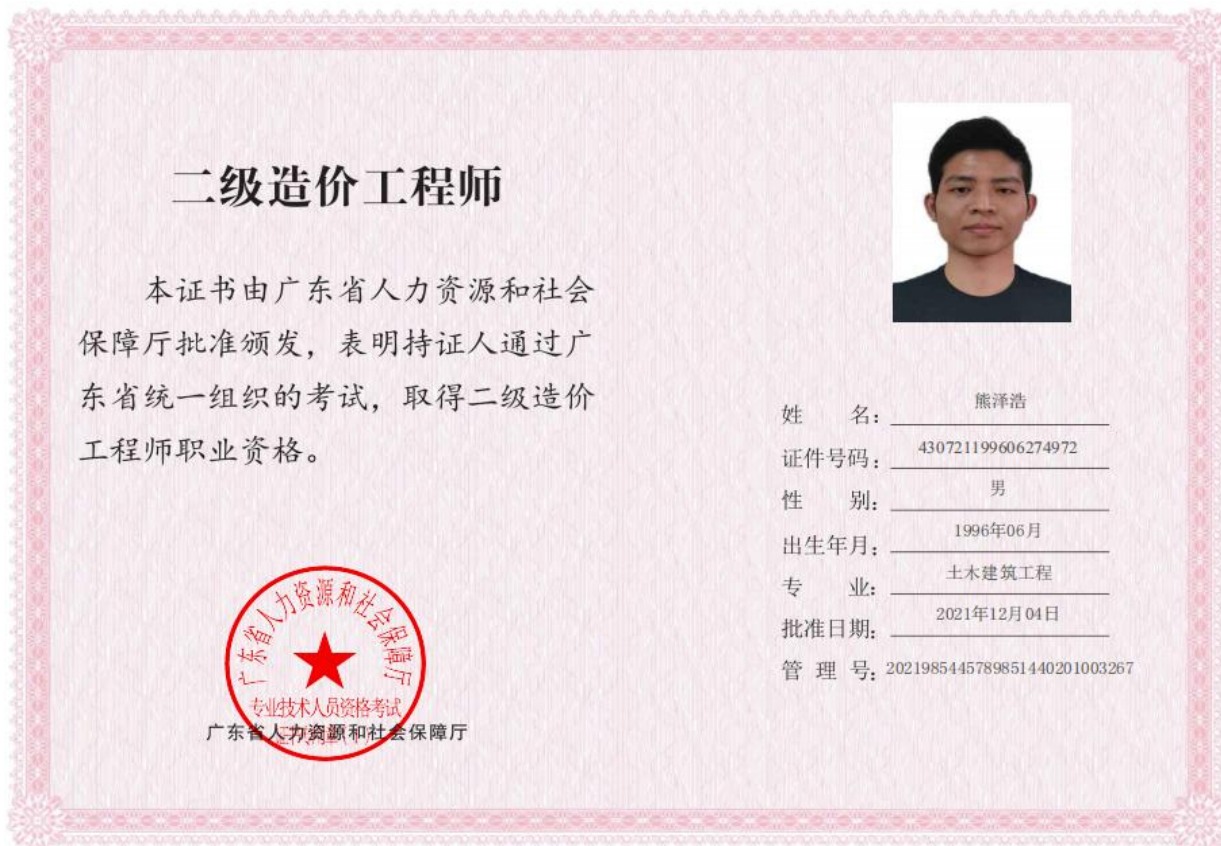 二级造价工程师
本证书由广东省人力资源和社会
保障厅批准颁发，表明持证人通过广
东省统一组织的考试，取得二级造价
工程师职业资格。
广东省人力资源和社会保障厅
专业技术人员资格考试
广东省人力资源和社会保障厅
姓 名：熊泽浩
证件号码：430721199606274972
性 别：男
出生年月：1996年06月
专 业：土木建筑工程
批准日期：2021年12月04日
管 理 号：20219854457898514402010032​67